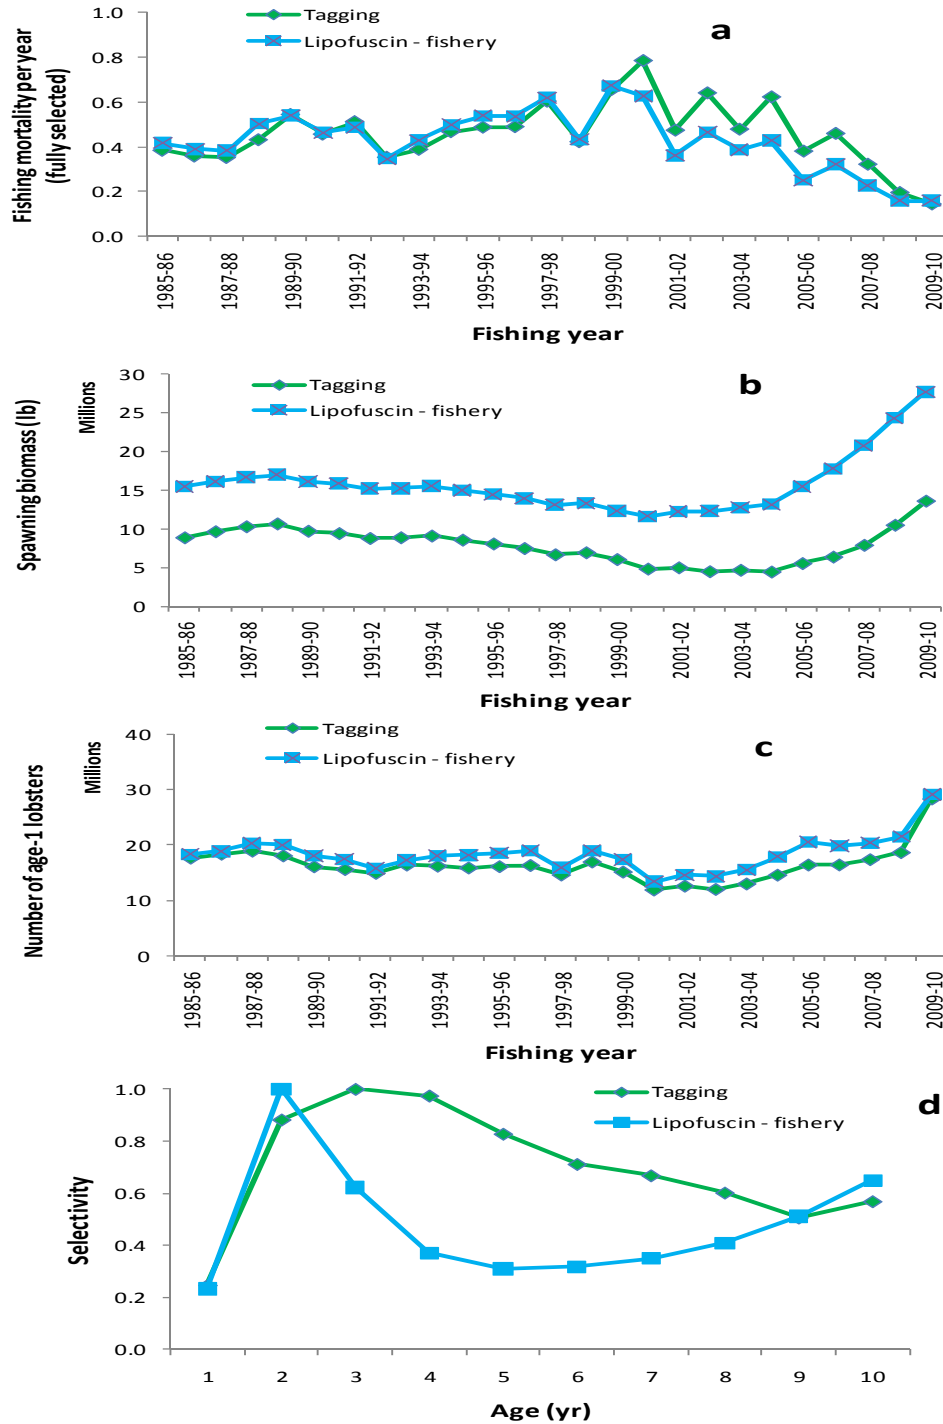 Tagging
Lipofuscin - fishery
a
Fishing mortality per year
(fully selected)
1.0
0.8
0.6
0.4
0.2
0.0
1985-86
1987-88
1989-90
1991-92
1993-94
1995-96
1997-98
1999-00
2001-02
2003-04
2005-06
2007-08
2009-10
Fishing year
Tagging
Lipofuscin - fishery
b
Spawning biomass (lb)
Millions
30
25
20
15
10
5
0
1985-86
1987-88
1989-90
1991-92
1993-94
1995-96
1997-98
1999-00
2001-02
2003-04
2005-06
2007-08
2009-10
Fishing year
Tagging
Lipofuscin - fishery
c
Number of age-1 lobsters
Millions
40
30
20
10
0
1985-86
1987-88
1989-90
1991-92
1993-94
1995-96
1997-98
1999-00
2001-02
2003-04
2005-06
2007-08
2009-10
Fishing year
Tagging
Lipofuscin - fishery
d
Selectivity
1.0
0.8
0.6
0.4
0.2
0.0
1 2 3 4 5 6 7 8 9 10
Age (yr)